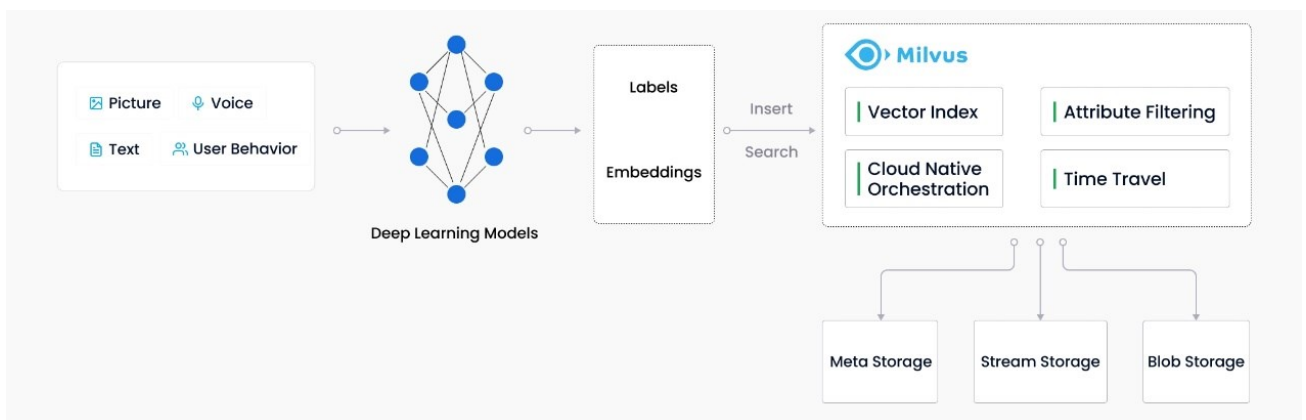 Picture
Voice
Text
User Behavior
Deep Learning Models
Labels
Embeddings
Insert
Search
Milvus
Vector Index
Attribute Filtering
Cloud Native
Orchestration
Time Travel
Meta Storage
Stream Storage
Blob Storage